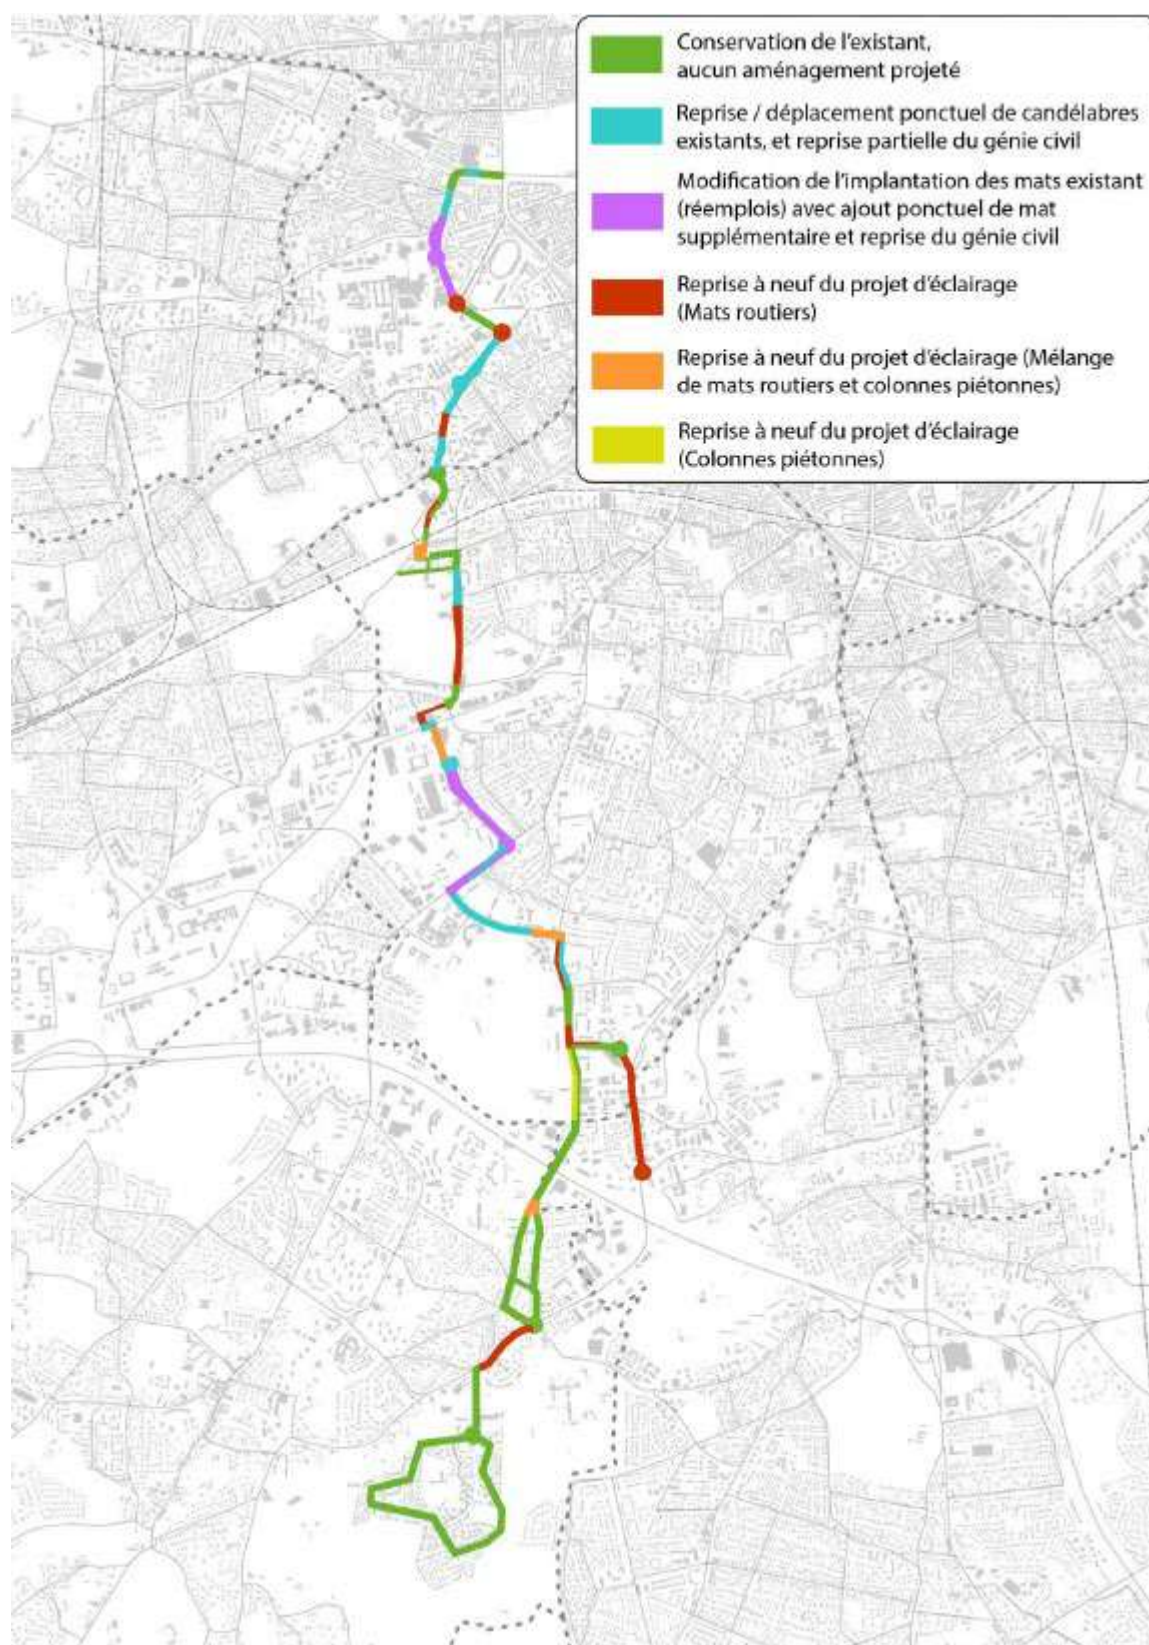 Conservation de l'existant,
aucun aménagement projeté
Reprise / déplacement ponctuel de candélabres
existants, et reprise partielle du génie civil
Modification de l'implantation des mats existant
(réemplois) avec ajout ponctuel de mat
supplémentaire et reprise du génie civil
Reprise à neuf du projet d'éclairage
(Mats routiers)
Reprise à neuf du projet d'éclairage (Mélange
de mats routiers et colonnes piétonnes)
Reprise à neuf du projet d'éclairage
(Colonnes piétonnes)